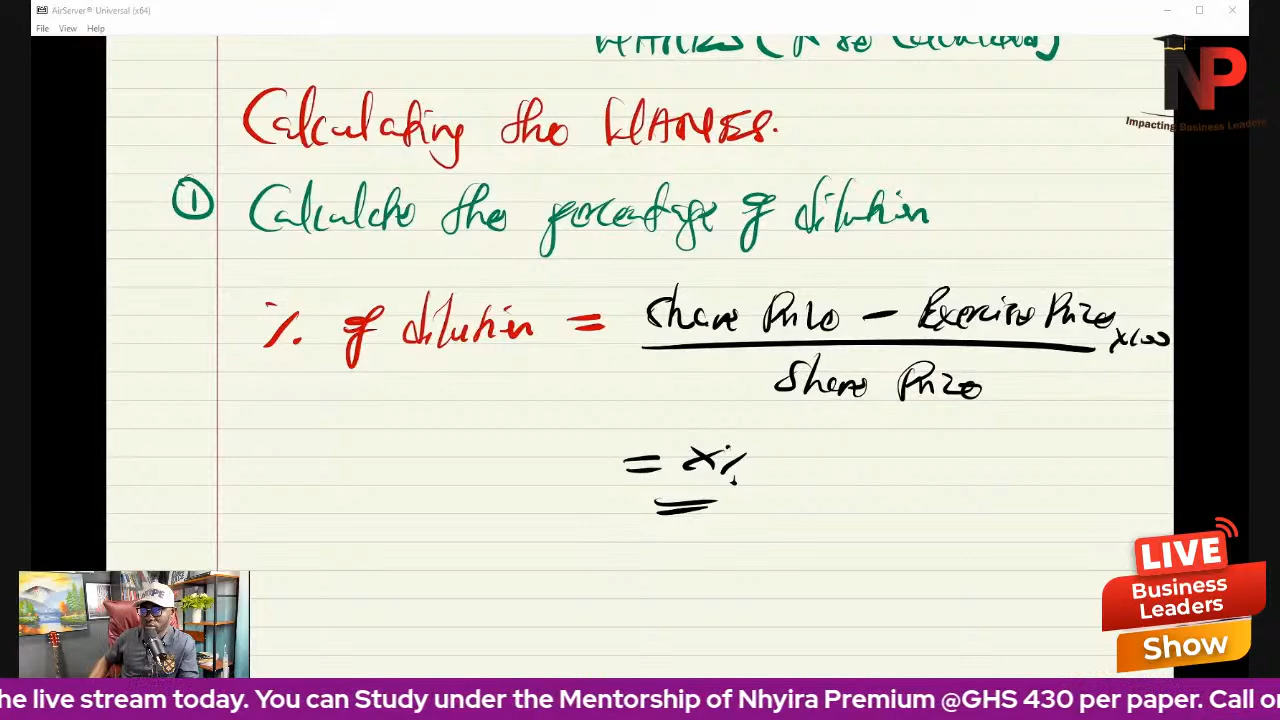 AirServer® Universal (x64)
File View Help
NP
Impacting Business Leaders
Calculating the WANES.
① Calculate the percentage of dilution
% of dilution = Share Price – Exercise Price x100
Share Price
= x%
LIVE
Business
Leaders
Show
he live stream today. You can Study under the Mentorship of Nhyira Premium @GHS 430 per paper. Call o